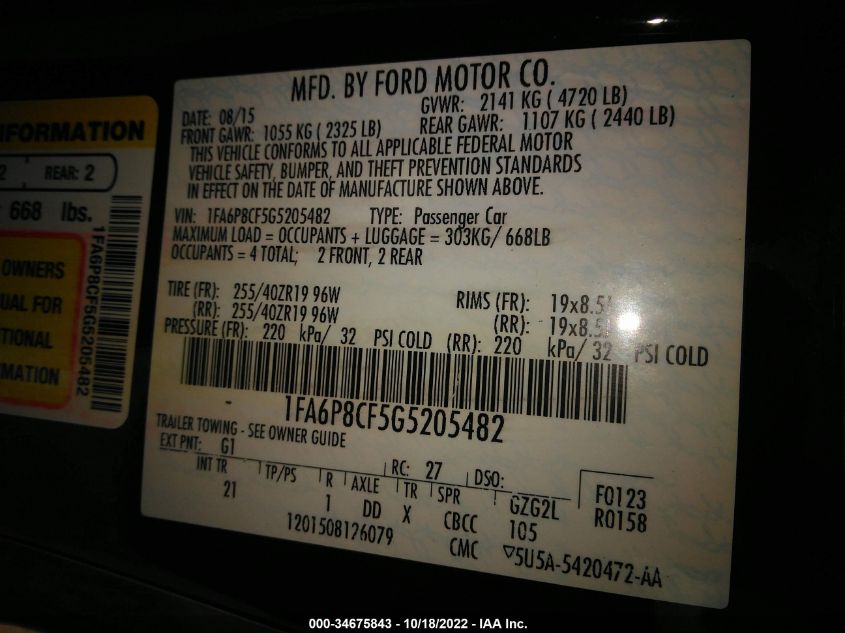 NFORMATION
2 REAR: 2
668 lbs.
OWNERS
UAL FOR
TIONAL
MATION
1FA6P8CF5G5205482
MFD. BY FORD MOTOR CO.
DATE: 08/15 GVWR: 2141 KG ( 4720 LB)
FRONT GAWR: 1055 KG ( 2325 LB) REAR GAWR: 1107 KG ( 2440 LB)
THIS VEHICLE CONFORMS TO ALL APPLICABLE FEDERAL MOTOR
VEHICLE SAFETY, BUMPER, AND THEFT PREVENTION STANDARDS
IN EFFECT ON THE DATE OF MANUFACTURE SHOWN ABOVE.
VIN: 1FA6P8CF5G5205482 TYPE: Passenger Car
MAXIMUM LOAD = OCCUPANTS + LUGGAGE = 303KG/ 668LB
OCCUPANTS = 4 TOTAL; 2 FRONT, 2 REAR
TIRE (FR): 255/40ZR19 96W RIMS (FR): 19x8.5
(RR): 255/40ZR19 96W (RR): 19x8.5
PRESSURE (FR): 220 kPa/ 32 PSI COLD (RR): 220 kPa/ 32 PSI COLD
1FA6P8CF5G5205482
TRAILER TOWING - SEE OWNER GUIDE
EXT PNT: G1 RC: 27 DSO:
INT TR TP/PS R AXLE TR SPR GZG2L F0123
21 1 DD X CBCC 105 R0158
1201508126079 CMC ▽5U5A-5420472-AA
000-34675843 - 10/18/2022 - IAA Inc.